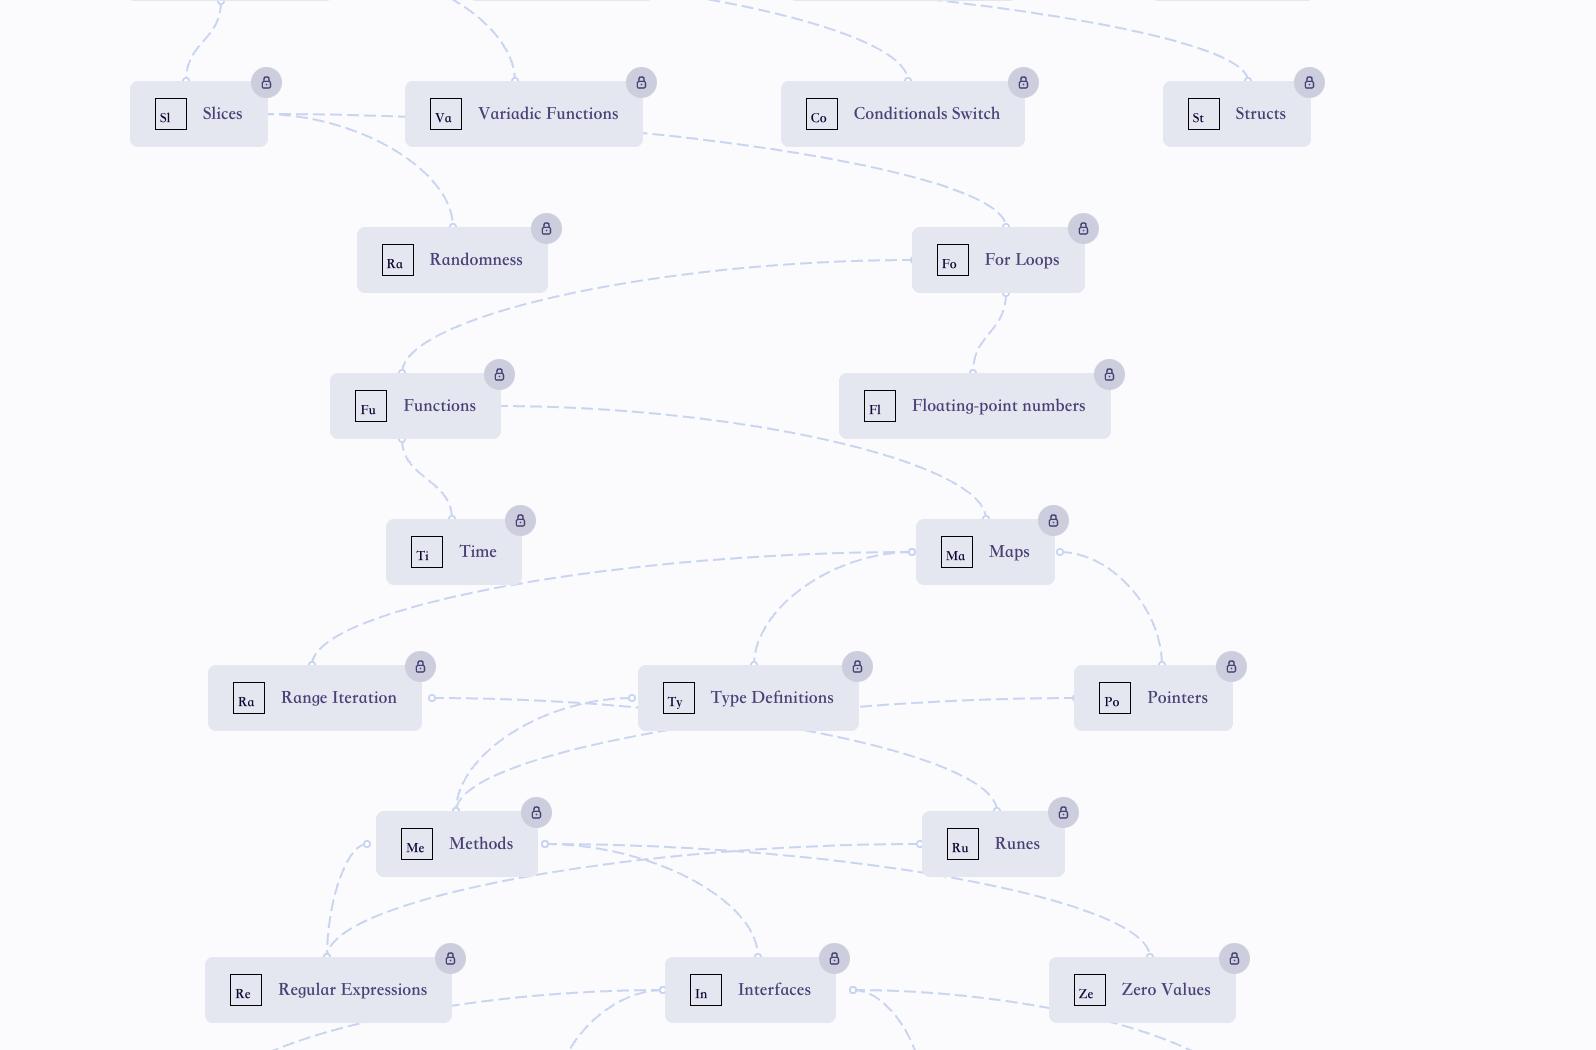 Sl Slices
Va Variadic Functions
Co Conditionals Switch
St Structs
Ra Randomness
Fo For Loops
Fu Functions
Fl Floating-point numbers
Ti Time
Ma Maps
Ra Range Iteration
Ty Type Definitions
Po Pointers
Me Methods
Ru Runes
Re Regular Expressions
In Interfaces
Ze Zero Values